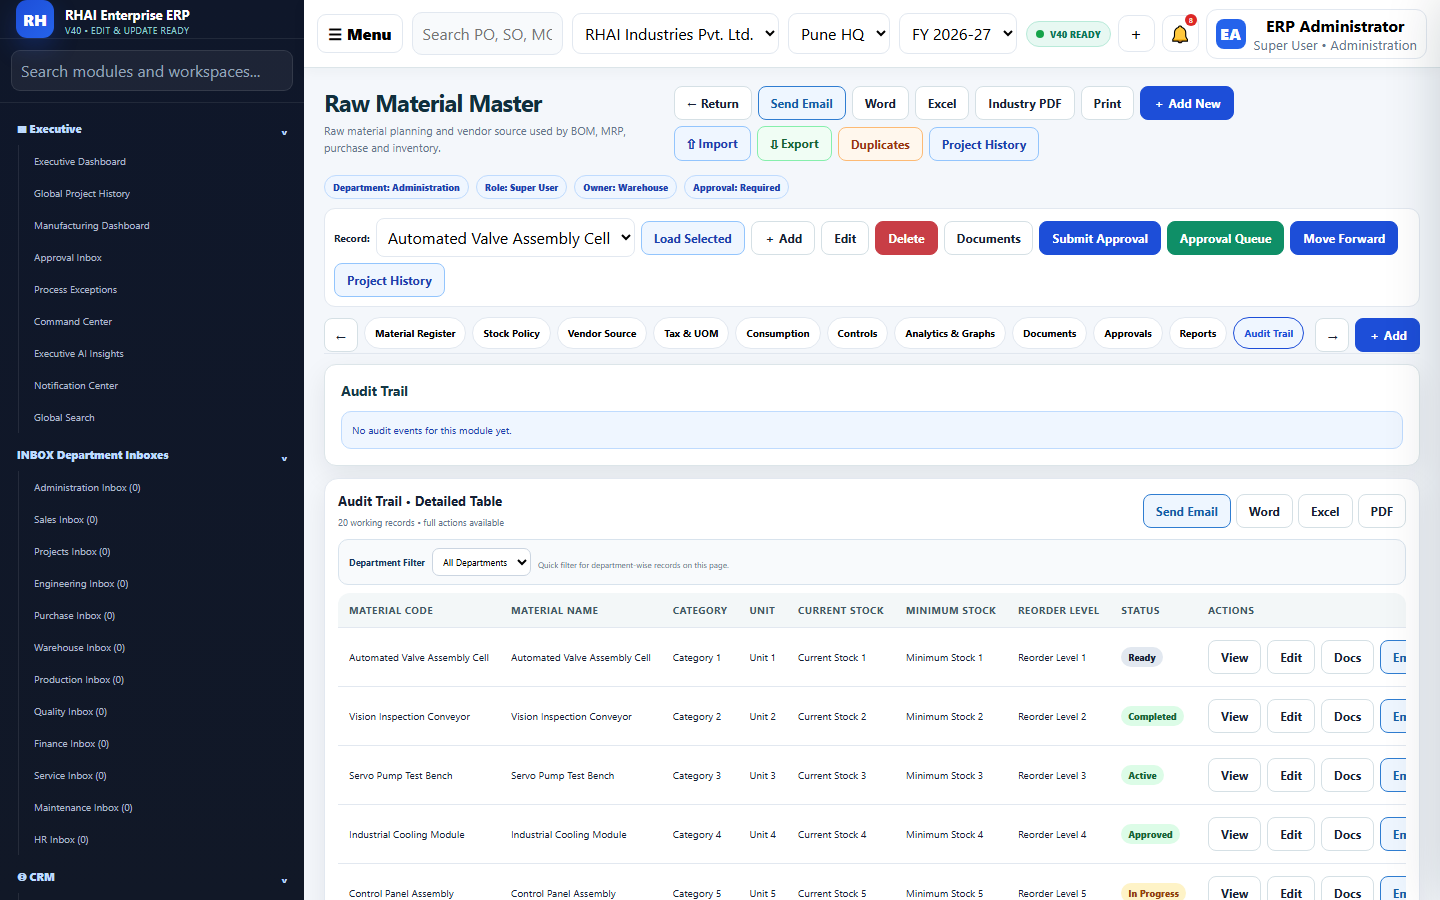 RH
RHAI Enterprise ERP
V40 • EDIT & UPDATE READY
Search modules and workspaces...
Executive
Executive Dashboard
Global Project History
Manufacturing Dashboard
Approval Inbox
Process Exceptions
Command Center
Executive AI Insights
Notification Center
Global Search
INBOX Department Inboxes
Administration Inbox (0)
Sales Inbox (0)
Projects Inbox (0)
Engineering Inbox (0)
Purchase Inbox (0)
Warehouse Inbox (0)
Production Inbox (0)
Quality Inbox (0)
Finance Inbox (0)
Service Inbox (0)
Maintenance Inbox (0)
HR Inbox (0)
CRM
☰ Menu
Search PO, SO, MO
RHAI Industries Pvt. Ltd.
Pune HQ
FY 2026-27
V40 READY
+
8
EA
ERP Administrator
Super User • Administration
Raw Material Master
Raw material planning and vendor source used by BOM, MRP,
purchase and inventory.
← Return Send Email Word Excel Industry PDF Print + Add New
⇧ Import ⇩ Export Duplicates Project History
Department: Administration Role: Super User Owner: Warehouse Approval: Required
Record: Automated Valve Assembly Cell Load Selected + Add Edit Delete Documents Submit Approval Approval Queue Move Forward
Project History
← Material Register Stock Policy Vendor Source Tax & UOM Consumption Controls Analytics & Graphs Documents Approvals Reports Audit Trail → + Add
Audit Trail
No audit events for this module yet.
Audit Trail • Detailed Table
20 working records • full actions available
Send Email Word Excel PDF
Department Filter All Departments Quick filter for department-wise records on this page.
MATERIAL CODE MATERIAL NAME CATEGORY UNIT CURRENT STOCK MINIMUM STOCK REORDER LEVEL STATUS ACTIONS
Automated Valve Assembly Cell Automated Valve Assembly Cell Category 1 Unit 1 Current Stock 1 Minimum Stock 1 Reorder Level 1 Ready View Edit Docs En
Vision Inspection Conveyor Vision Inspection Conveyor Category 2 Unit 2 Current Stock 2 Minimum Stock 2 Reorder Level 2 Completed View Edit Docs En
Servo Pump Test Bench Servo Pump Test Bench Category 3 Unit 3 Current Stock 3 Minimum Stock 3 Reorder Level 3 Active View Edit Docs En
Industrial Cooling Module Industrial Cooling Module Category 4 Unit 4 Current Stock 4 Minimum Stock 4 Reorder Level 4 Approved View Edit Docs En
Control Panel Assembly Control Panel Assembly Category 5 Unit 5 Current Stock 5 Minimum Stock 5 Reorder Level 5 In Progress View Edit Docs En